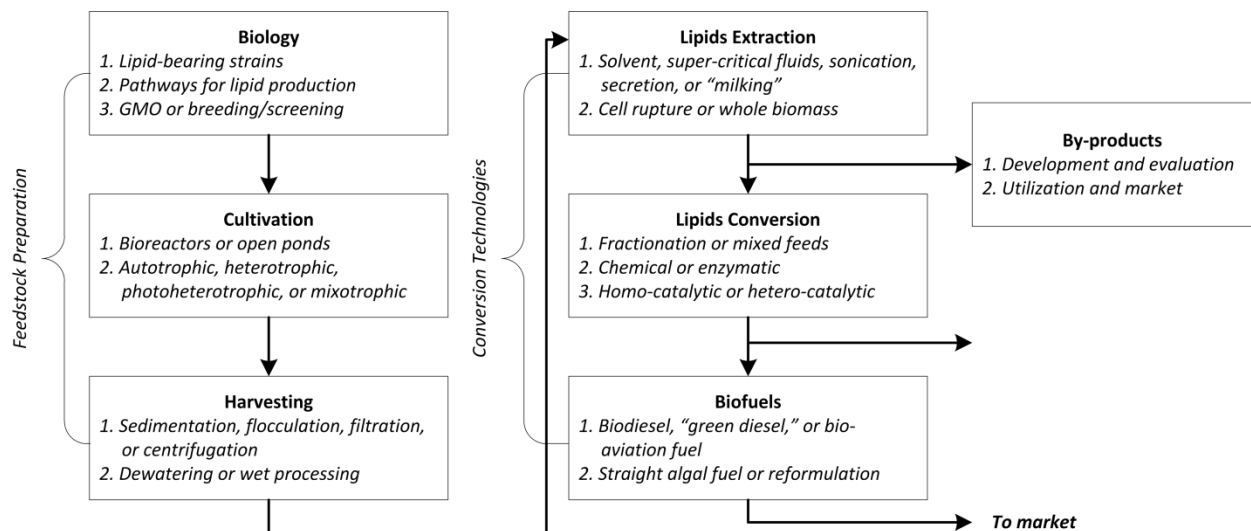 Feedstock Preparation
Biology
1. Lipid-bearing strains
2. Pathways for lipid production
3. GMO or breeding/screening
Cultivation
1. Bioreactors or open ponds
2. Autotrophic, heterotrophic,
photoheterotrophic, or mixotrophic
Harvesting
1. Sedimentation, flocculation, filtration,
or centrifugation
2. Dewatering or wet processing
Conversion Technologies
Lipids Extraction
1. Solvent, super-critical fluids, sonication,
secretion, or “milking”
2. Cell rupture or whole biomass
Lipids Conversion
1. Fractionation or mixed feeds
2. Chemical or enzymatic
3. Homo-catalytic or hetero-catalytic
Biofuels
1. Biodiesel, “green diesel,” or bio-
aviation fuel
2. Straight algal fuel or reformulation
By-products
1. Development and evaluation
2. Utilization and market
To market